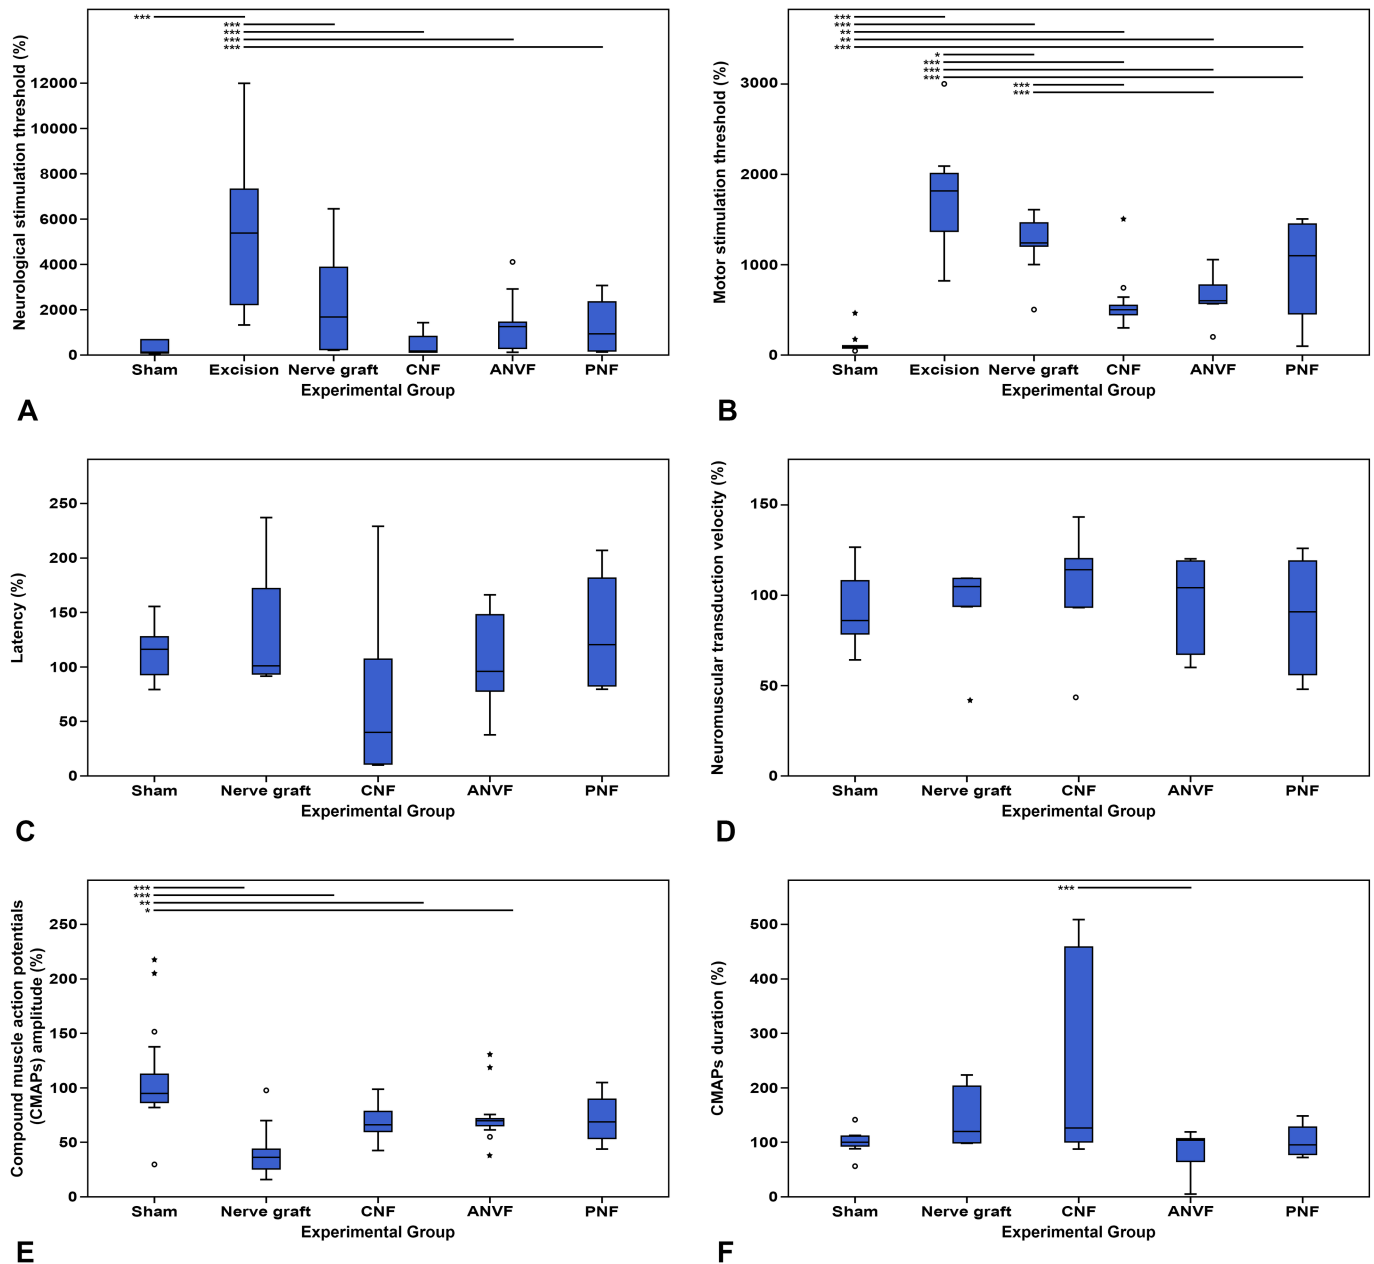 ***
***
***
***
***
Neurological stimulation threshold (%)
12000
10000
8000
6000
4000
2000
0
Sham Excision Nerve graft CNF ANVF PNF
Experimental Group
A
***
***
**
**
***
*
***
***
***
***
***
Motor stimulation threshold (%)
3000
2000
1000
0
Sham Excision Nerve graft CNF ANVF PNF
Experimental Group
B
Latency (%)
250
200
150
100
50
0
Sham Nerve graft CNF ANVF PNF
Experimental Group
C
Neuromuscular transduction velocity (%)
150
100
50
0
Sham Nerve graft CNF ANVF PNF
Experimental Group
D
***
***
**
*
Compound muscle action potentials
(CMAPs) amplitude (%)
250
200
150
100
50
0
Sham Nerve graft CNF ANVF PNF
Experimental Group
E
***
CMAPs duration (%)
500
400
300
200
100
0
Sham Nerve graft CNF ANVF PNF
Experimental Group
F